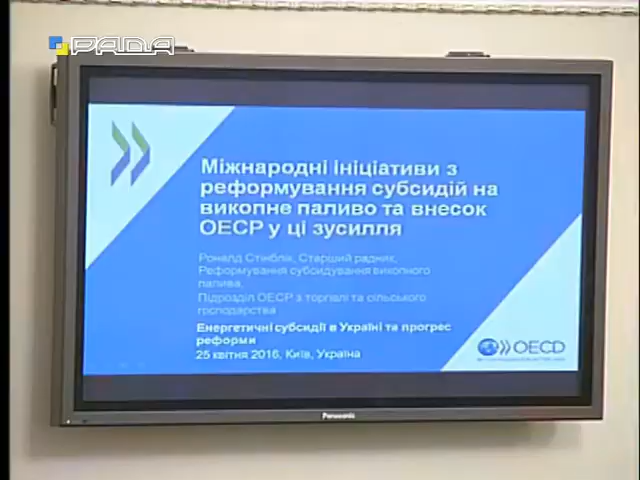 РАДА
Міжнародні ініціативи з
реформування субсидій на
викопне паливо та внесок
ОЕСР у ці зусилля
Рональд Стінблік, Старший радник,
Реформування субсидування викопного
палива,
Підрозділ ОЕСР з торгівлі та сільського
господарства
Енергетичні субсидії в Україні та прогрес
реформи
25 квітня 2016, Київ, Україна
OECD
Panasonic